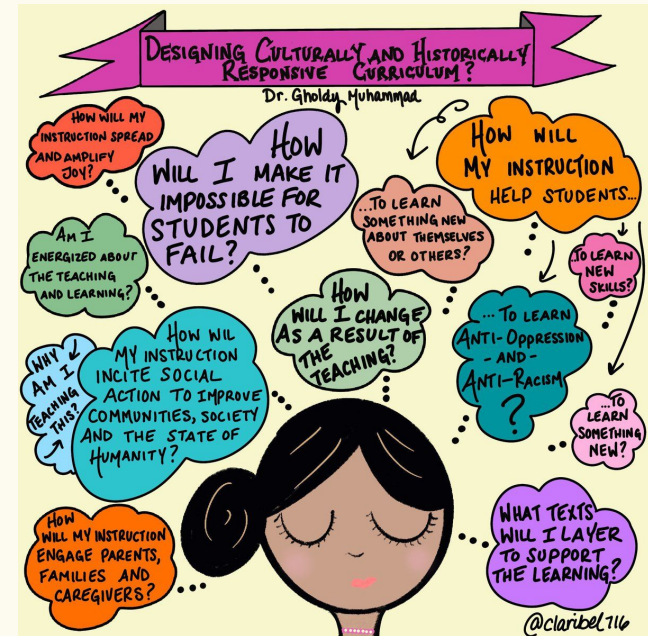 DESIGNING CULTURALLY AND HISTORICALLY
RESPONSIVE CURRICULUM?
Dr. Gholdy Muhammad
HOW WILL MY
INSTRUCTION SPREAD
AND AMPLIFY
JOY?
HOW
WILL I MAKE IT
IMPOSSIBLE FOR
STUDENTS TO
FAIL?
HOW WILL
MY INSTRUCTION
HELP STUDENTS...
...TO LEARN
SOMETHING NEW
ABOUT THEMSELVES
OR OTHERS?
...TO LEARN
NEW
SKILLS?
AM I
ENERGIZED ABOUT
THE TEACHING
AND LEARNING?
HOW
WILL I CHANGE
AS A RESULT OF
THE
TEACHING?
... TO LEARN
ANTI-OPPRESSION
- AND -
ANTI-RACISM
?
WHY
AM I
TEACHING
THIS?
HOW WIL
MY INSTRUCTION
INCITE SOCIAL
ACTION TO IMPROVE
COMMUNITIES, SOCIETY
AND THE STATE OF
HUMANITY?
...TO
LEARN
SOMETHING
NEW?
HOW
WILL MY INSTRUCTION
ENGAGE PARENTS,
FAMILIES AND
CAREGIVERS?
WHAT TEXTS
WILL I LAYER
TO SUPPORT
THE LEARNING?
@claribel716